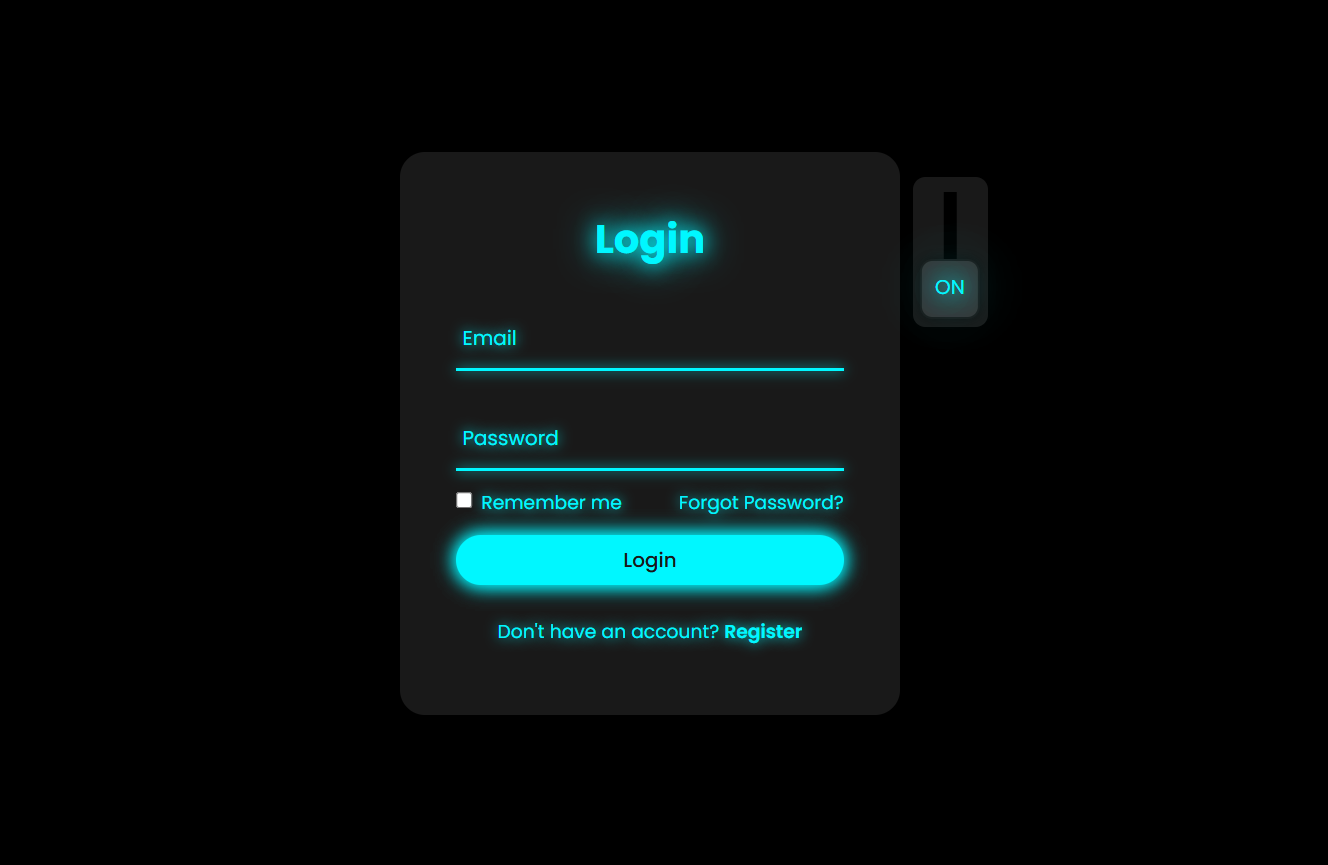 Login
ON
Email
Password
Remember me Forgot Password?
Login
Don't have an account? Register